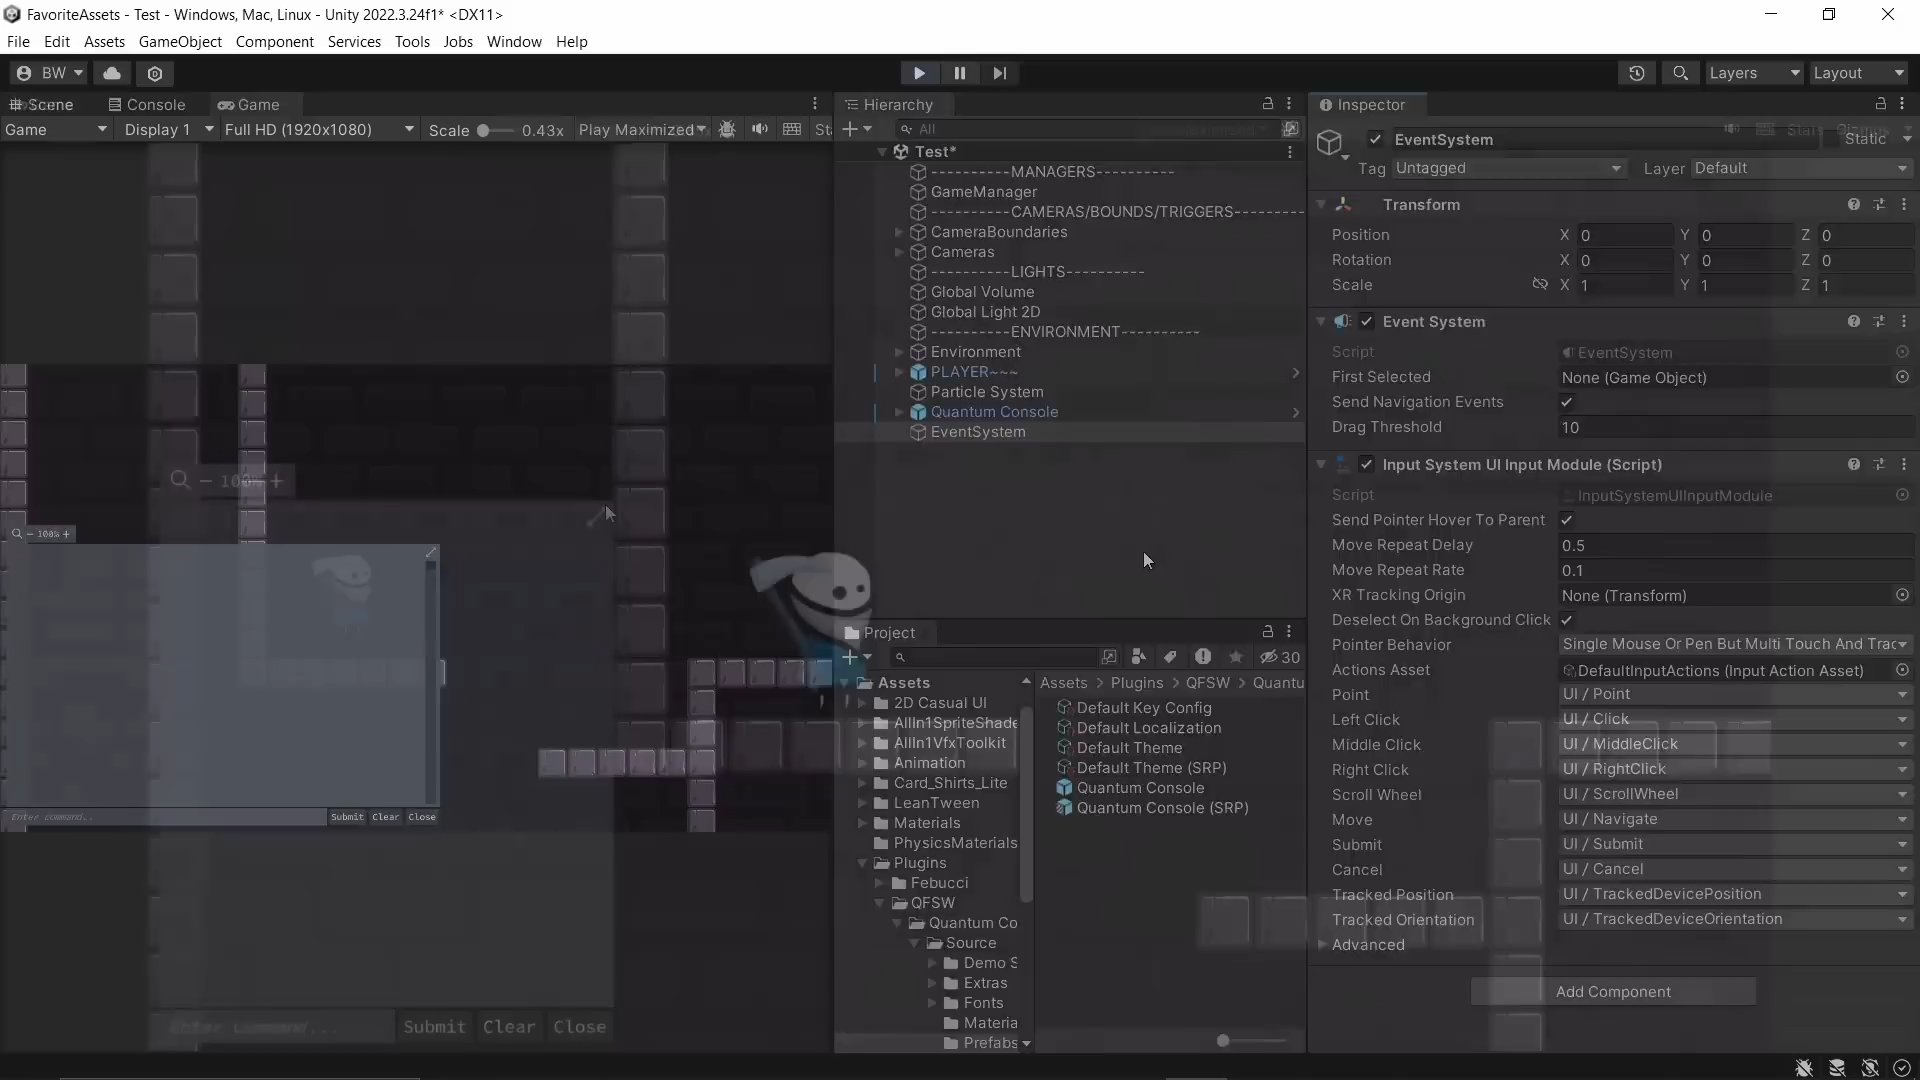 FavoriteAssets - Test - Windows, Mac, Linux - Unity 2022.3.24f1* <DX11>
File Edit Assets GameObject Component Services Tools Jobs Window Help
BW
Layers Layout
Scene Console Game
Game Display 1 Full HD (1920x1080) Scale 0.43x Play Maximized
100%
100%
Enter command.. Submit Clear Close
Enter command... Submit Clear Close
Hierarchy
All
Test*
----------MANAGERS----------
GameManager
----------CAMERAS/BOUNDS/TRIGGERS---------
CameraBoundaries
Cameras
----------LIGHTS----------
Global Volume
Global Light 2D
----------ENVIRONMENT----------
Environment
PLAYER~~~
Particle System
Quantum Console
EventSystem
Project
30
Assets
2D Casual UI
AllIn1SpriteShade
AllIn1VfxToolkit
Animation
Card_Shirts_Lite
LeanTween
Materials
PhysicsMaterials
Plugins
Febucci
QFSW
Quantum Co
Source
Demo S
Extras
Fonts
Materia
Prefabs
Assets > Plugins > QFSW > Quantu
Default Key Config
Default Localization
Default Theme
Default Theme (SRP)
Quantum Console
Quantum Console (SRP)
Inspector
EventSystem Static
Stats Gizmos
Tag Untagged Layer Default
Transform
Position X 0 Y 0 Z 0
Rotation X 0 Y 0 Z 0
Scale X 1 Y 1 Z 1
Event System
Script EventSystem
First Selected None (Game Object)
Send Navigation Events
Drag Threshold 10
Input System UI Input Module (Script)
Script InputSystemUIInputModule
Send Pointer Hover To Parent
Move Repeat Delay 0.5
Move Repeat Rate 0.1
XR Tracking Origin None (Transform)
Deselect On Background Click
Pointer Behavior Single Mouse Or Pen But Multi Touch And Trac
Actions Asset DefaultInputActions (Input Action Asset)
Point UI / Point
Left Click UI / Click
Middle Click UI / MiddleClick
Right Click UI / RightClick
Scroll Wheel UI / ScrollWheel
Move UI / Navigate
Submit UI / Submit
Cancel UI / Cancel
Tracked Position UI / TrackedDevicePosition
Tracked Orientation UI / TrackedDeviceOrientation
Advanced
Add Component